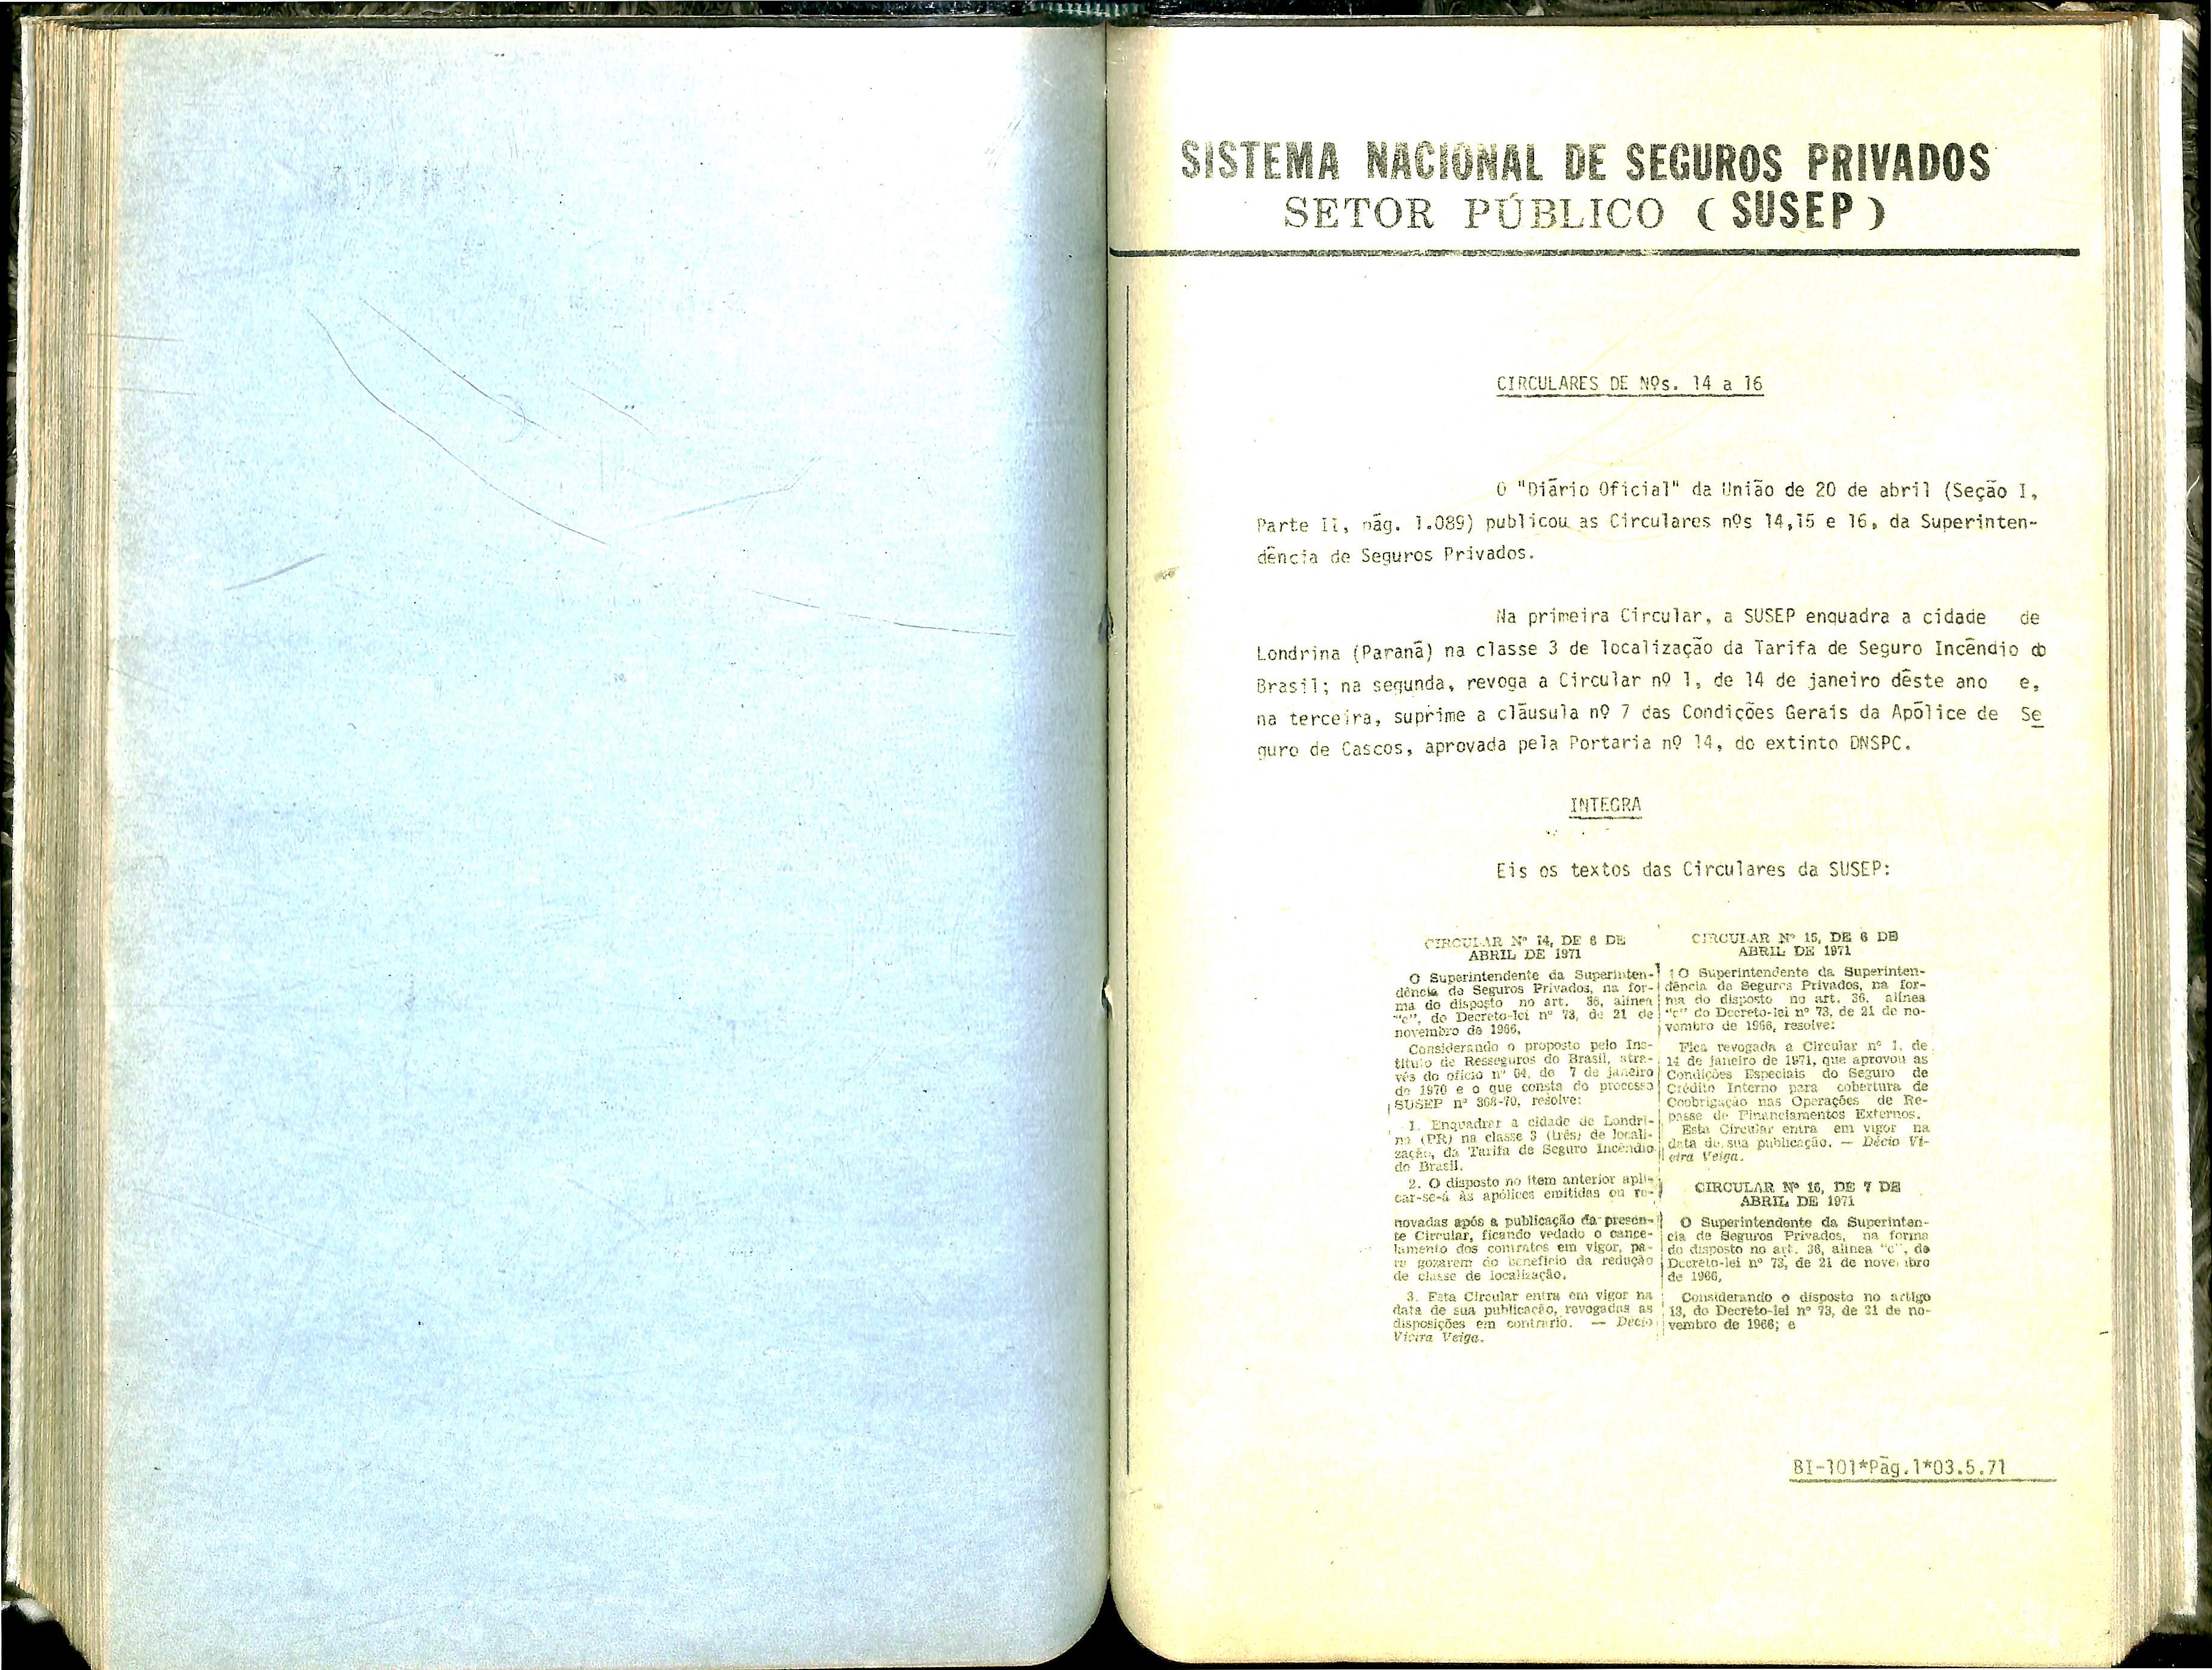 SISTEMA NACIONAL DE SEGUROS PRIVADOS
SETOR PÚBLICO (SUSEP)
CIRCULARES DE Nºs. 14 a 16
O "Diário Oficial" da União de 20 de abril (Seção I,
Parte II, pág. 1.089) publicou as Circulares nºs 14,15 e 16, da Superinten-
dência de Seguros Privados.
Na primeira Circular, a SUSEP enquadra a cidade de
Londrina (Paraná) na classe 3 de localização da Tarifa de Seguro Incêndio do
Brasil; na segunda, revoga a Circular nº 1, de 14 de janeiro dêste ano e,
na terceira, suprime a cláusula nº 7 das Condições Gerais da Apólice de Se
guro de Cascos, aprovada pela Portaria nº 14, do extinto DNSPC.
INTEGRA
Eis os textos das Circulares da SUSEP:
CIRCULAR Nº 14, DE 6 DE
ABRIL DE 1971
O Superintendente da Superinten-
dência de Seguros Privados, na for-
ma do disposto no art. 36, alínea
"c", do Decreto-lei nº 73, de 21 de
novembro de 1966,
Considerando o proposto pelo Ins-
tituto de Resseguros do Brasil, atra-
vés do ofício nº 04, de 7 de janeiro
de 1970 e o que consta do processo
SUSEP nº 368-70, resolve:
1. Enquadrar a cidade de Londri-
na (PR) na classe 3 (três) de locali-
zação, da Tarifa de Seguro Incêndio
do Brasil.
2. O disposto no item anterior apli-
car-se-á às apólices emitidas ou re-
novadas após a publicação da presen-
te Circular, ficando vedado o cance-
lamento dos contratos em vigor, pa-
ra gozarem do benefício da redução
de classe de localização.
3. Esta Circular entra em vigor na
data de sua publicação, revogadas as
disposições em contrário. — Décio
Vieira Veiga.
CIRCULAR Nº 15, DE 6 DE
ABRIL DE 1971
O Superintendente da Superinten-
dência de Seguros Privados, na for-
ma do disposto no art. 36, alínea
"c" do Decreto-lei nº 73, de 21 de no-
vembro de 1966, resolve:
Fica revogada a Circular nº 1, de
14 de janeiro de 1971, que aprovou as
Condições Especiais do Seguro de
Crédito Interno para cobertura de
Coobrigação nas Operações de Re-
passe de Financiamentos Externos.
Esta Circular entra em vigor na
data de sua publicação. — Décio Vi-
eira Veiga.
CIRCULAR Nº 16, DE 7 DE
ABRIL DE 1971
O Superintendente da Superinten-
cia de Seguros Privados, na forma
do disposto no art. 36, alínea "c", do
Decreto-lei nº 73, de 21 de novembro
de 1966,
Considerando o disposto no artigo
13, do Decreto-lei nº 73, de 21 de no-
vembro de 1966; e
BI-101*Pág.1*03.5.71